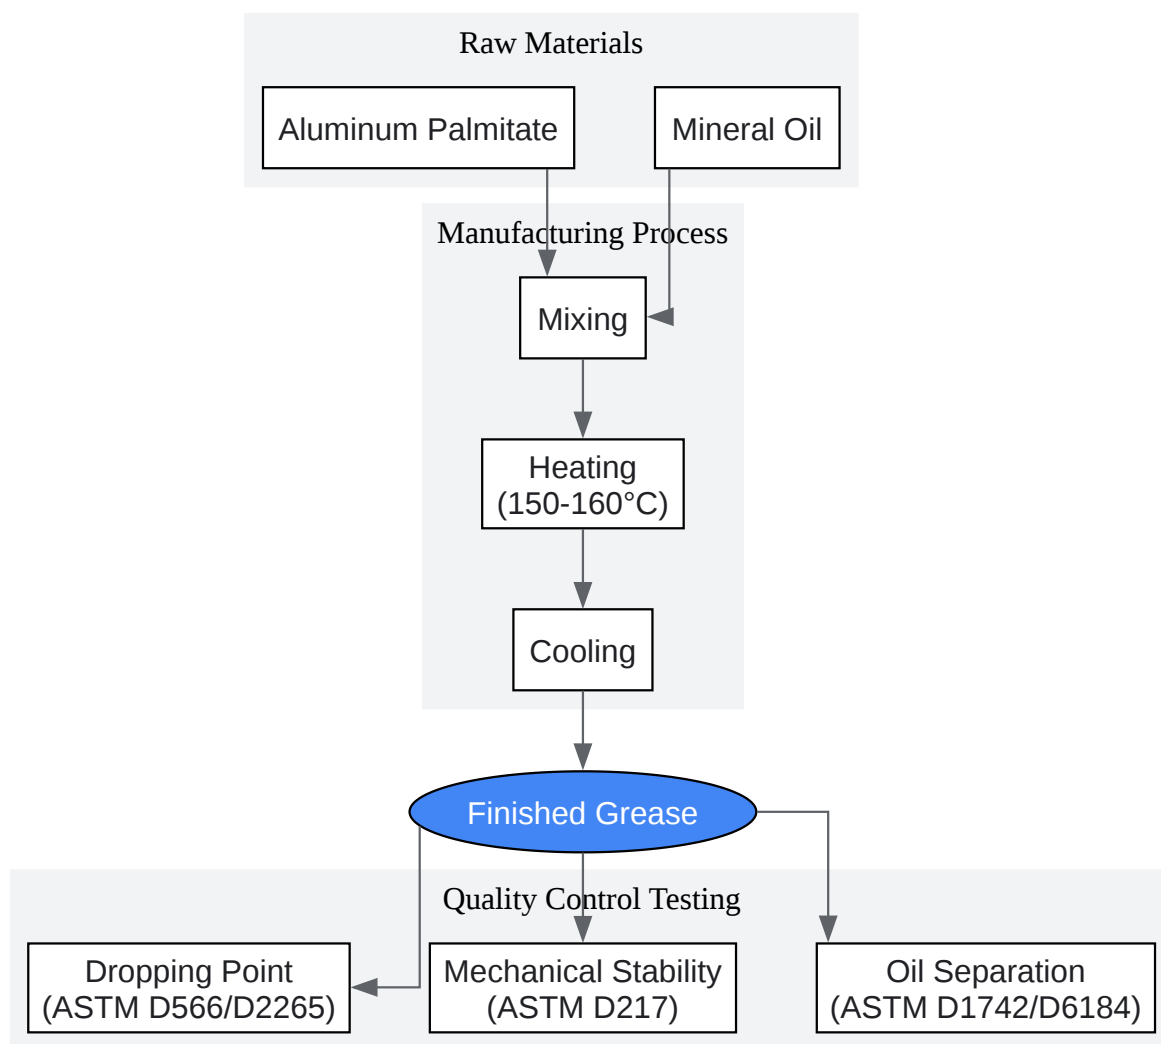 Raw Materials
Aluminum Palmitate
Mineral Oil
Manufacturing Process
Mixing
Heating
(150-160°C)
Cooling
Finished Grease
Quality Control Testing
Dropping Point
(ASTM D566/D2265)
Mechanical Stability
(ASTM D217)
Oil Separation
(ASTM D1742/D6184)